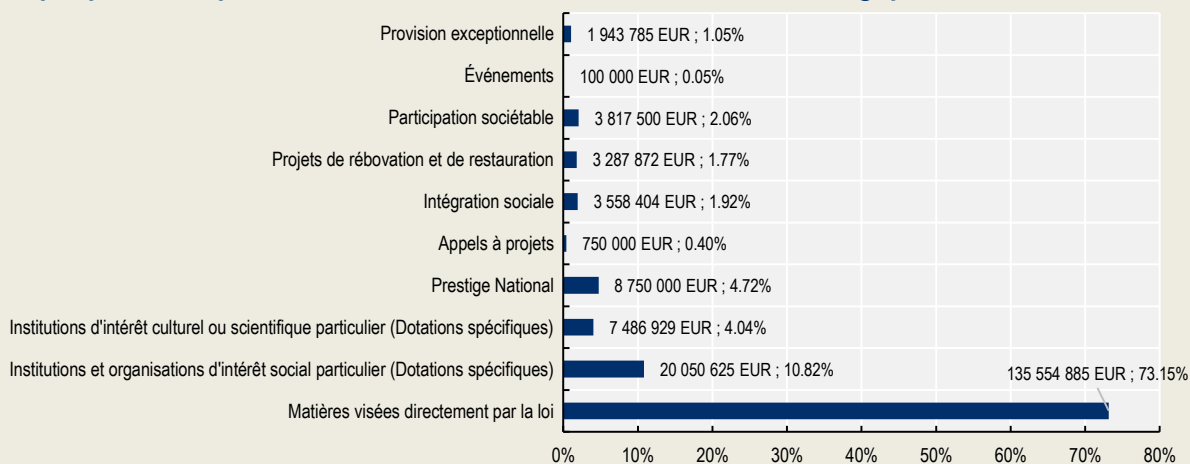 Provision exceptionnelle 1 943 785 EUR ; 1.05%
Événements 100 000 EUR ; 0.05%
Participation sociétable 3 817 500 EUR ; 2.06%
Projets de rébovation et de restauration 3 287 872 EUR ; 1.77%
Intégration sociale 3 558 404 EUR ; 1.92%
Appels à projets 750 000 EUR ; 0.40%
Prestige National 8 750 000 EUR ; 4.72%
Institutions d'intérêt culturel ou scientifique particulier (Dotations spécifiques) 7 486 929 EUR ; 4.04%
Institutions et organisations d'intérêt social particulier (Dotations spécifiques) 20 050 625 EUR ; 10.82%
Matières visées directement par la loi 135 554 885 EUR ; 73.15%
0% 10% 20% 30% 40% 50% 60% 70% 80%